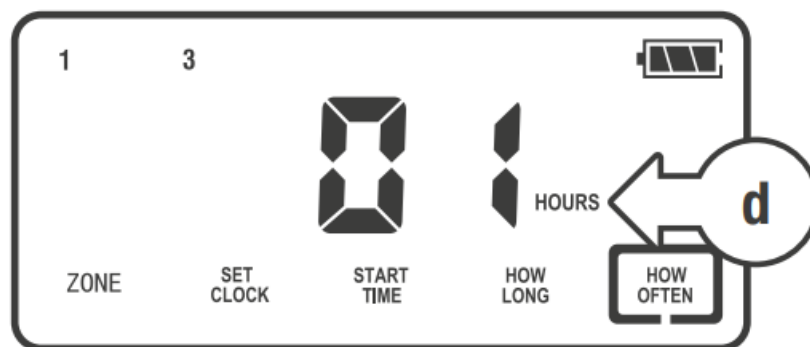 1 3
01 HOURS
d
ZONE
SET
CLOCK
START
TIME
HOW
LONG
HOW
OFTEN